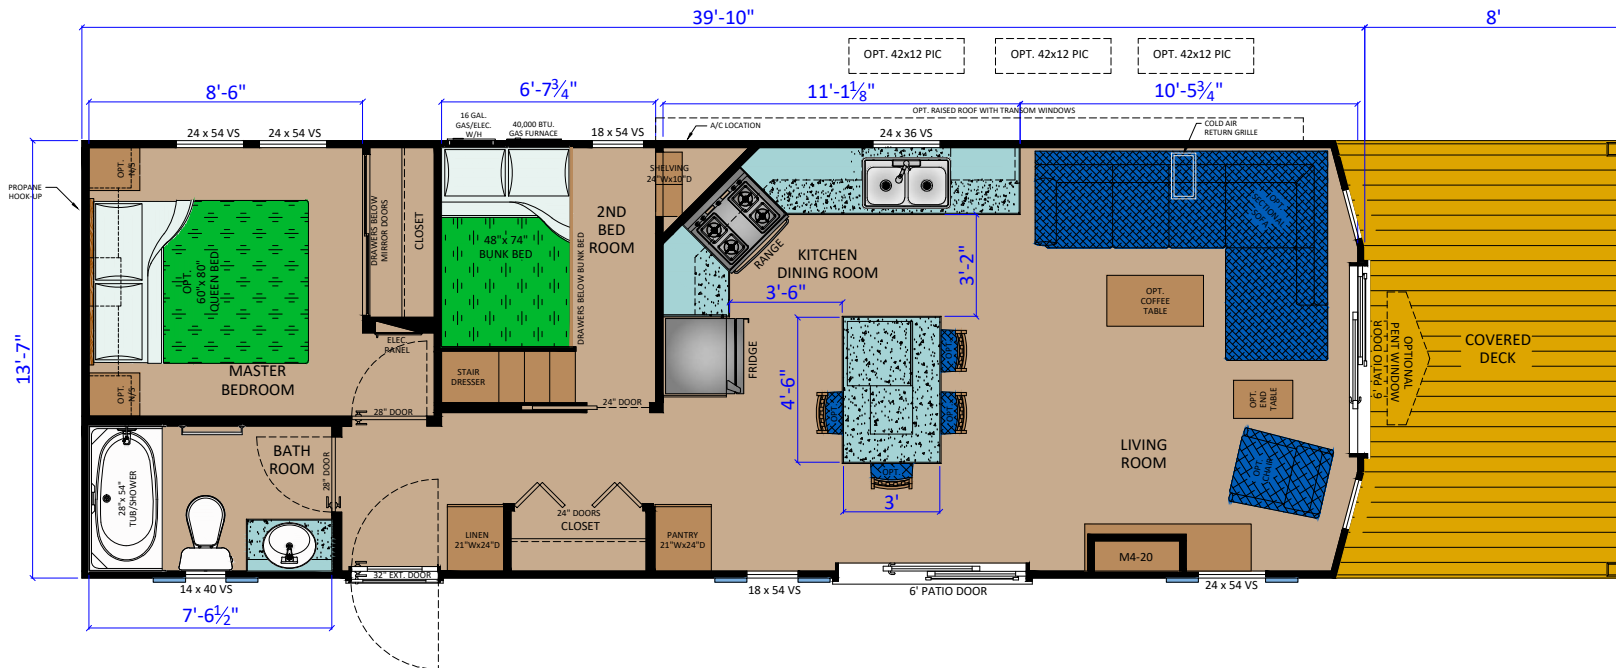 39'-10"
8'
OPT. 42x12 PIC
OPT. 42x12 PIC
OPT. 42x12 PIC
8'-6"
6'-7¾"
11'-1⅛"
10'-5¾"
OPT. RAISED ROOF WITH TRANSOM WINDOWS
16 GAL.
GAS/ELEC.
W/H
40,000 BTU.
GAS FURNACE
A/C LOCATION
COLD AIR
RETURN GRILLE
24 x 54 VS
24 x 54 VS
18 x 54 VS
24 x 36 VS
PROPANE
HOOK-UP
13'-7"
OPT.
N/S
OPT.
60"x 80"
QUEEN BED
OPT.
N/S
MASTER
BEDROOM
DRAWERS BELOW
MIRROR DOORS
CLOSET
ELEC
PANEL
28" DOOR
48"x 74"
BUNK BED
DRAWERS BELOW BUNK BED
2ND
BED
ROOM
STAIR
DRESSER
24" DOOR
SHELVING
24"Wx10"D
RANGE
KITCHEN
DINING ROOM
FRIDGE
3'-6"
3'-2"
4'-6"
3'
OPT.
OPT.
SECTIONAL
SOFA
OPT.
COFFEE
TABLE
OPT.
END
TABLE
OPT.
CHAIR
LIVING
ROOM
OPTIONAL
PENT WINDOW
ROOD OITAP '6
COVERED
DECK
BATH
ROOM
28" DOOR
28"x 54"
TUB/SHOWER
LINEN
21"Wx24"D
24" DOORS
CLOSET
PANTRY
21"Wx24"D
M4-20
32" EXT. DOOR
14 x 40 VS
18 x 54 VS
6' PATIO DOOR
24 x 54 VS
7'-6½"